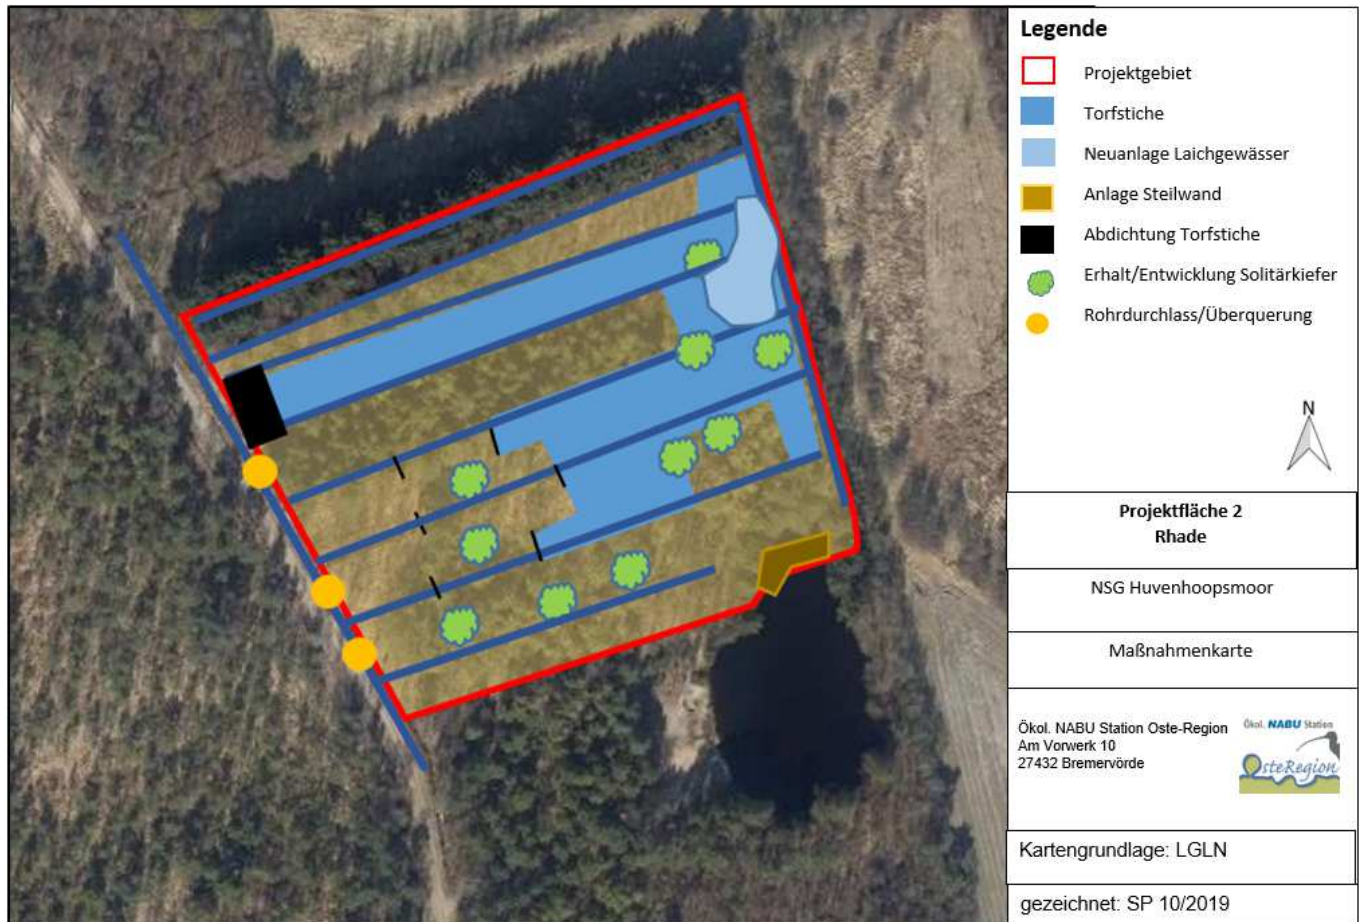 Legende
Projektgebiet
Torfstiche
Neuanlage Laichgewässer
Anlage Steilwand
Abdichtung Torfstiche
Erhalt/Entwicklung Solitärkiefer
Rohrdurchlass/Überquerung
N
Projektfläche 2
Rhade
NSG Huvenhoopsmoor
Maßnahmenkarte
Ökol. NABU Station Oste-Region
Am Vorwerk 10
27432 Bremervörde
Ökol. NABU Station
OsteRegion
Kartengrundlage: LGLN
gezeichnet: SP 10/2019